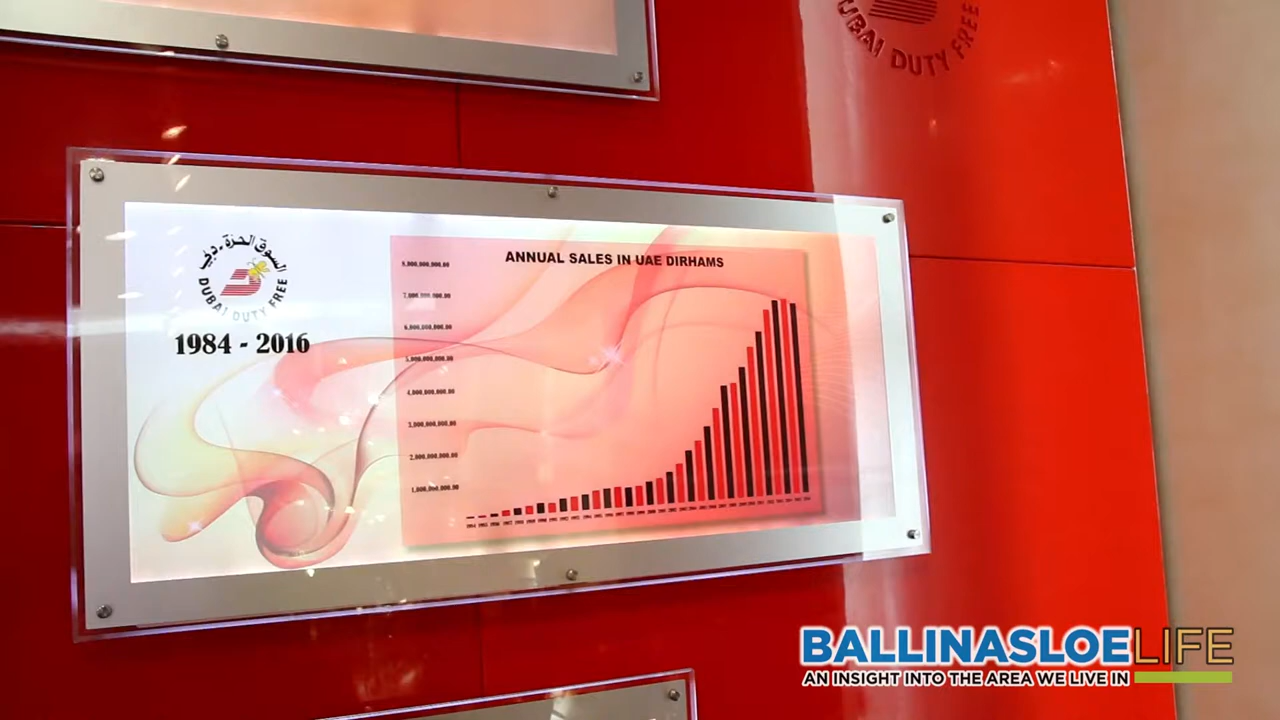 DUBAI DUTY FREE
السوق الحرة - دبي
DUBAI DUTY FREE
1984 - 2016
ANNUAL SALES IN UAE DIRHAMS
8,000,000,000.00
7,000,000,000.00
6,000,000,000.00
5,000,000,000.00
4,000,000,000.00
3,000,000,000.00
2,000,000,000.00
1,000,000,000.00
BALLINASLOELIFE
AN INSIGHT INTO THE AREA WE LIVE IN